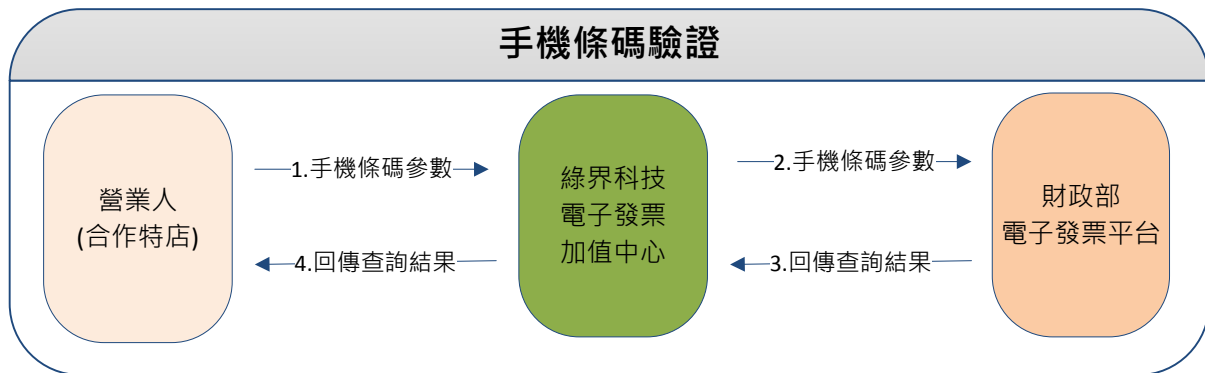 手機條碼驗證
營業人
(合作特店)
1.手機條碼參數
4.回傳查詢結果
綠界科技
電子發票
加值中心
2.手機條碼參數
3.回傳查詢結果
財政部
電子發票平台